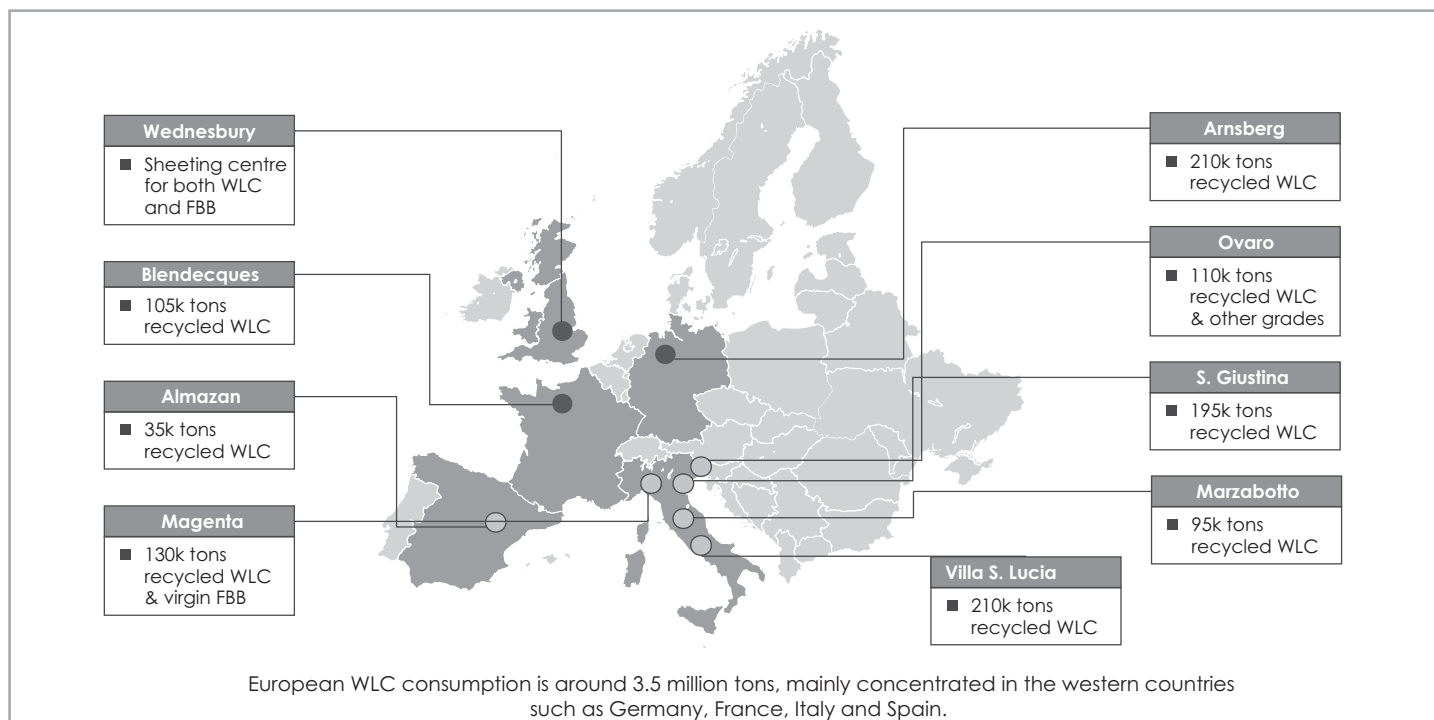 Wednesbury
Sheeting centre
for both WLC
and FBB
Blendecques
105k tons
recycled WLC
Almazan
35k tons
recycled WLC
Magenta
130k tons
recycled WLC
& virgin FBB
Arnsberg
210k tons
recycled WLC
Ovaro
110k tons
recycled WLC
& other grades
S. Giustina
195k tons
recycled WLC
Marzabotto
95k tons
recycled WLC
Villa S. Lucia
210k tons
recycled WLC
European WLC consumption is around 3.5 million tons, mainly concentrated in the western countries
such as Germany, France, Italy and Spain.